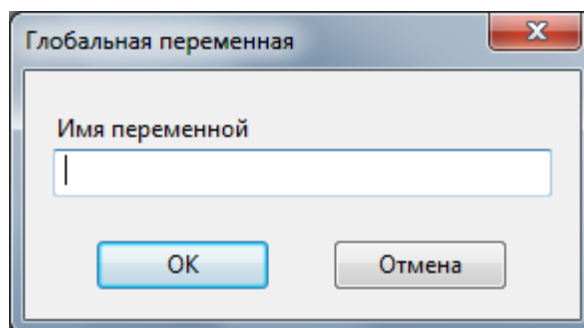 Глобальная переменная
Имя переменной
OK
Отмена